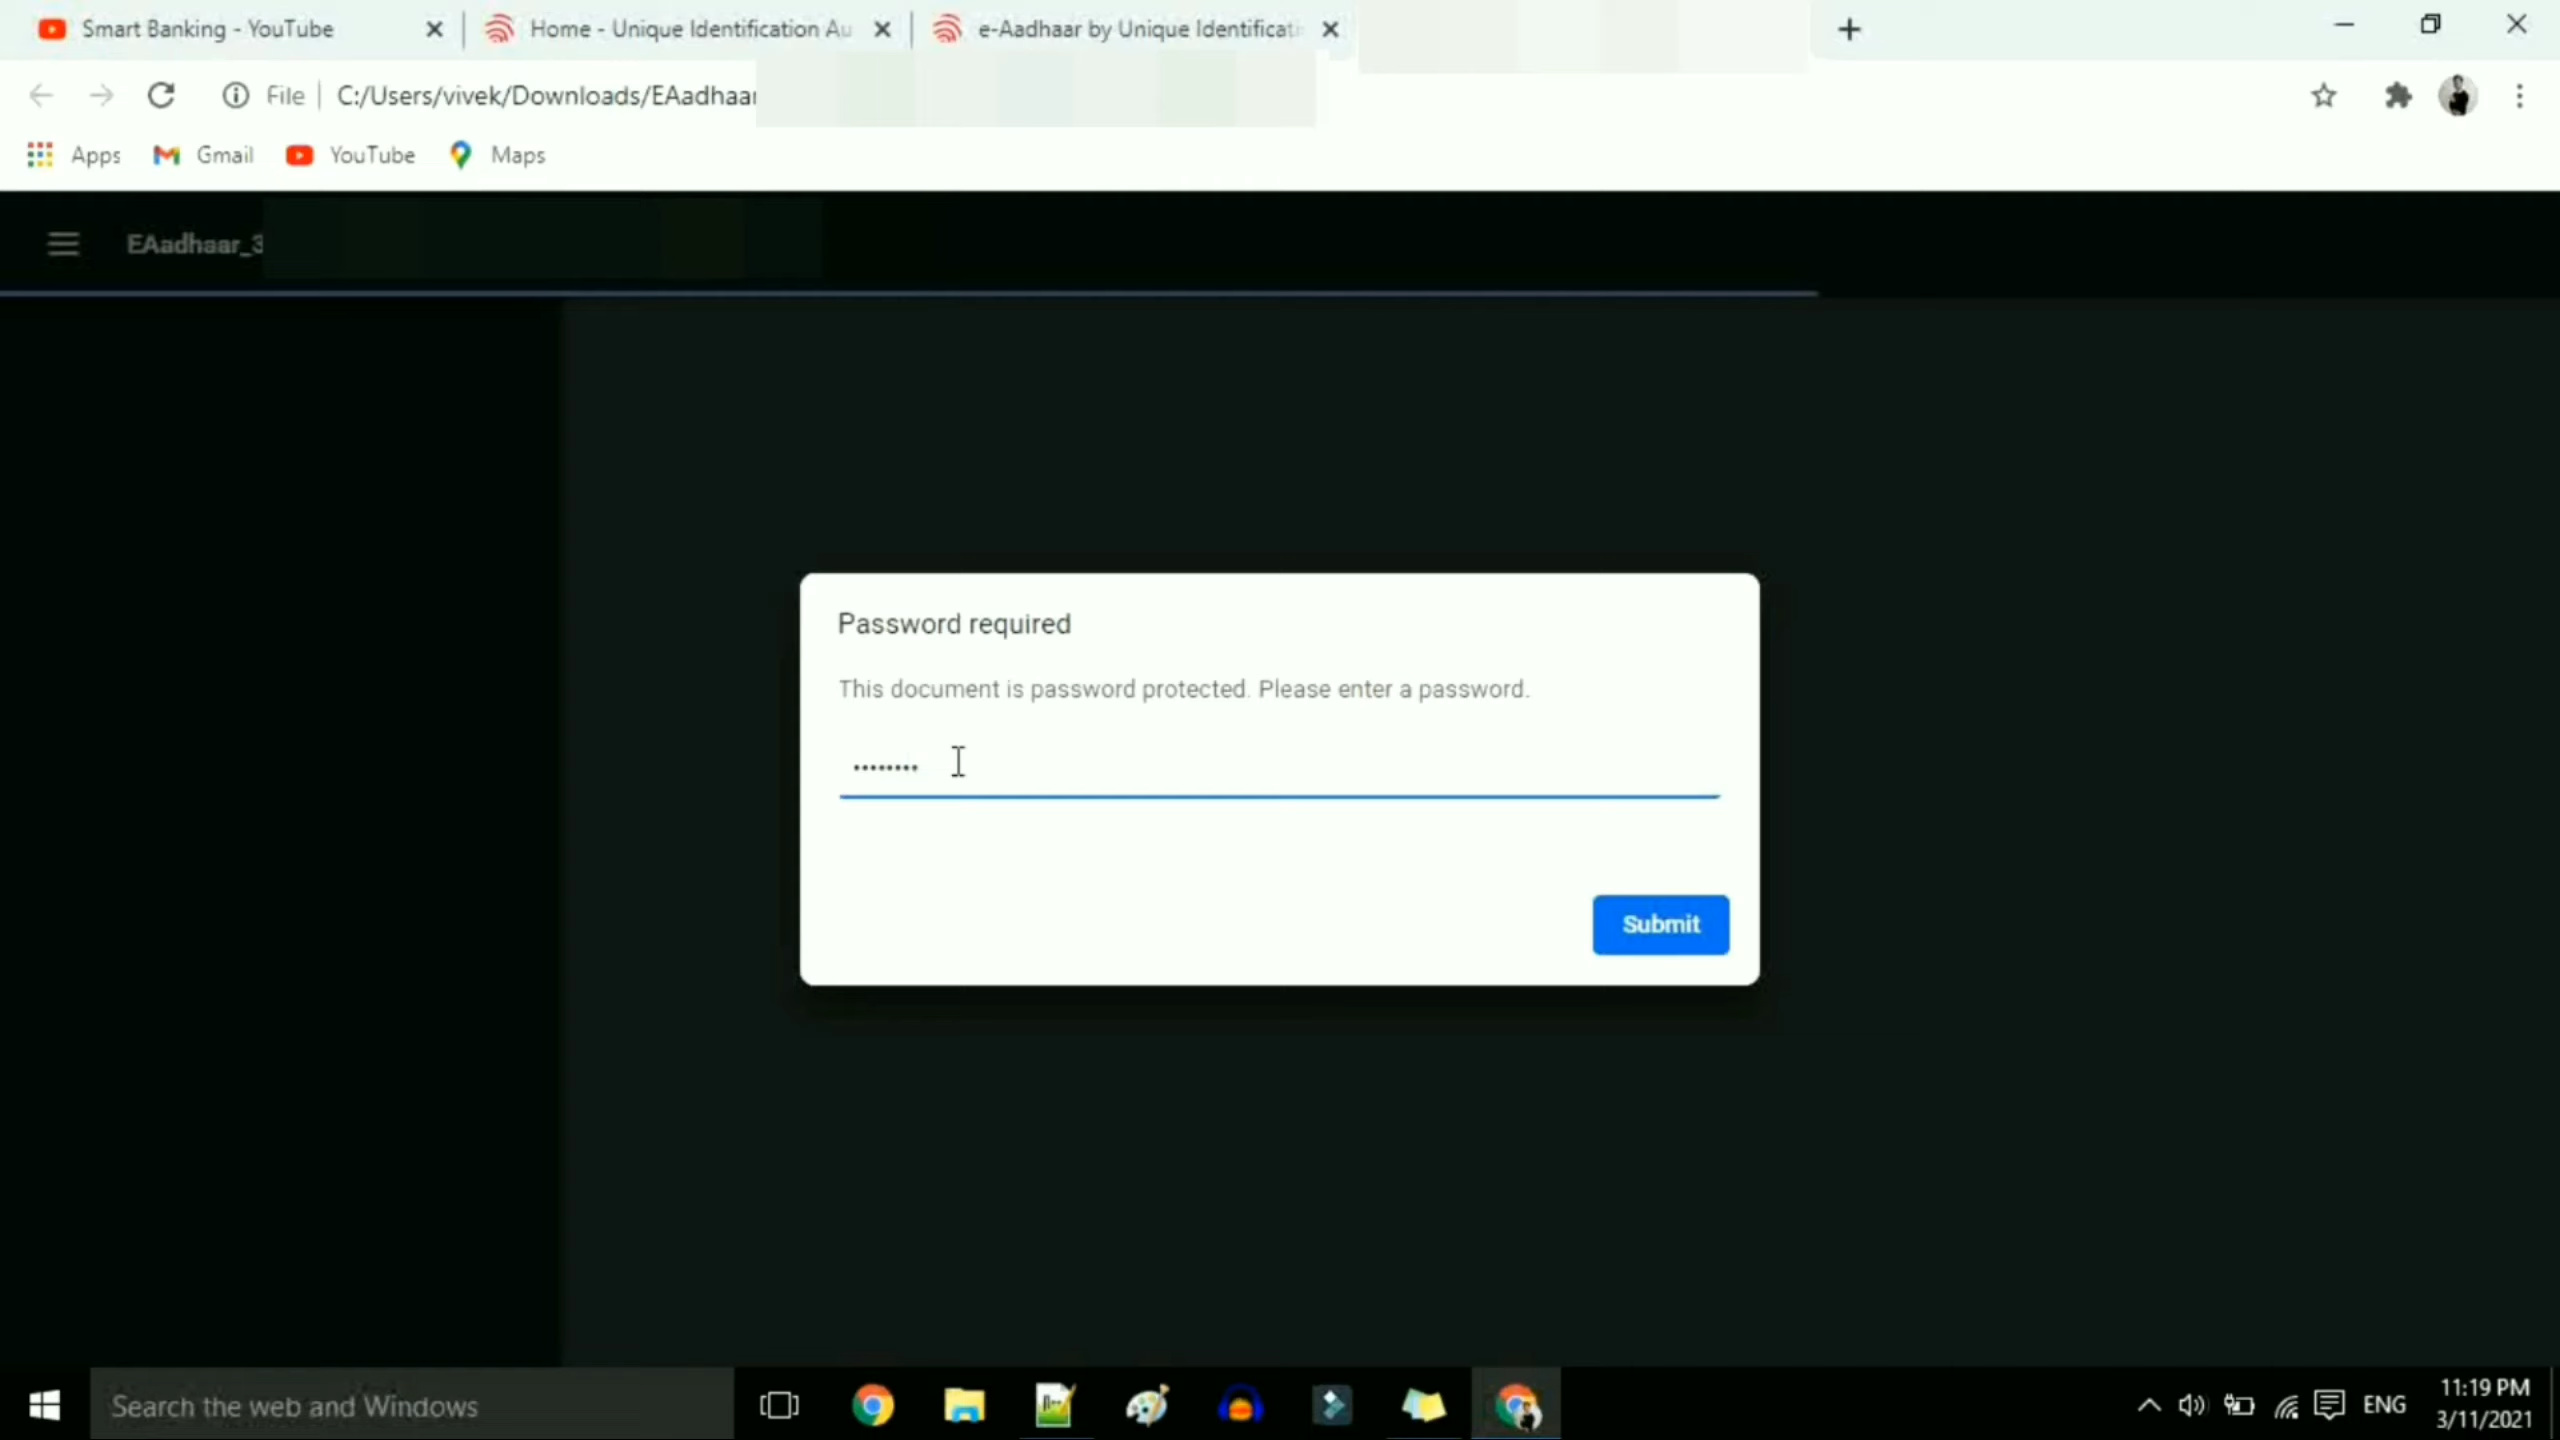 Smart Banking - YouTube
Home - Unique Identification Au
e-Aadhaar by Unique Identificati
File
C:/Users/vivek/Downloads/EAadhaar
Apps
Gmail
YouTube
Maps
EAadhaar_3
Password required
This document is password protected. Please enter a password.
Submit
Search the web and Windows
ENG
11:19 PM
3/11/2021